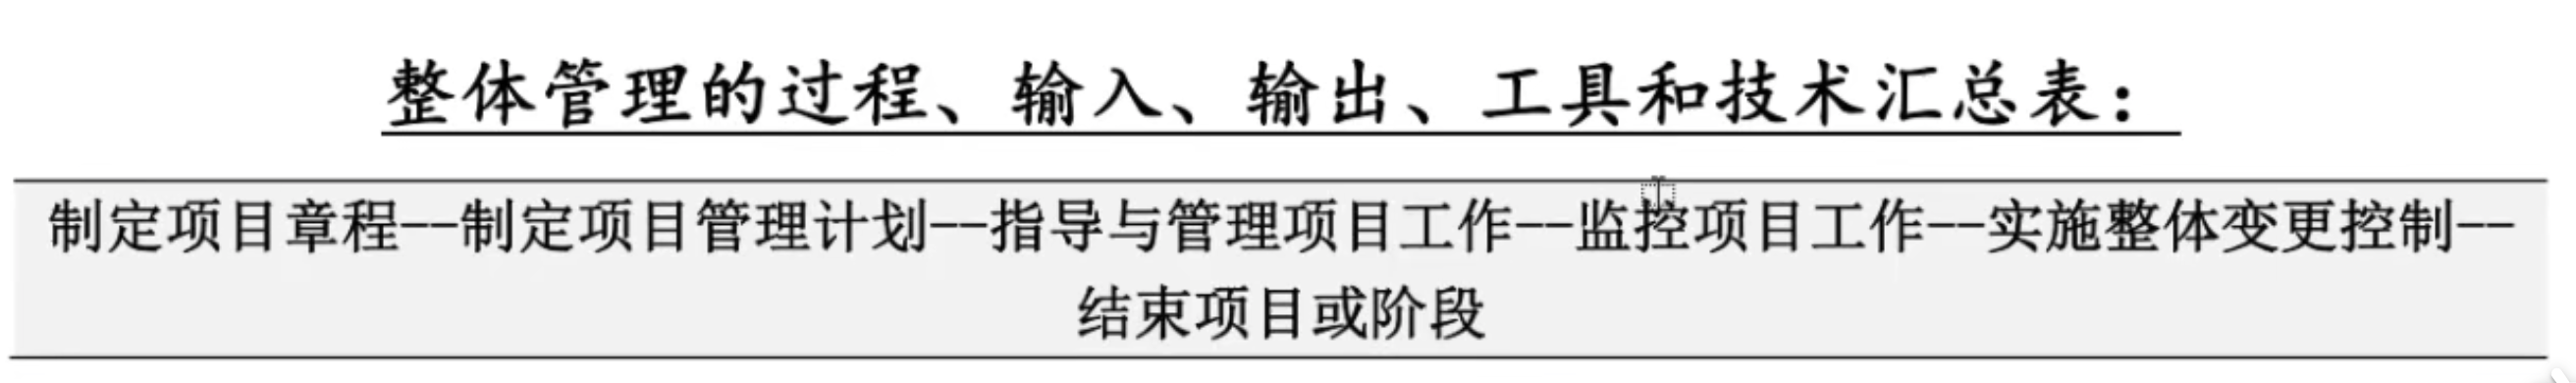 整体管理的过程、输入、输出、工具和技术汇总表：
制定项目章程--制定项目管理计划--指导与管理项目工作--监控项目工作--实施整体变更控制--
结束项目或阶段